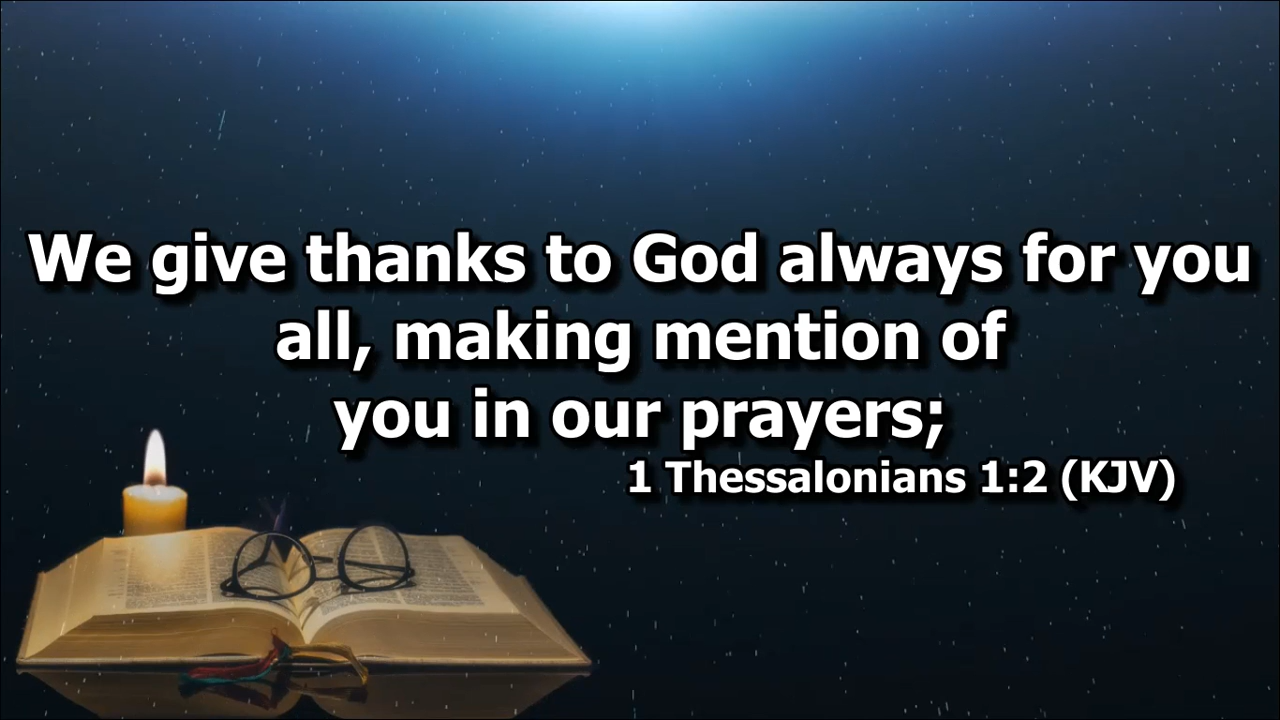 We give thanks to God always for you
all, making mention of
you in our prayers;
1 Thessalonians 1:2 (KJV)